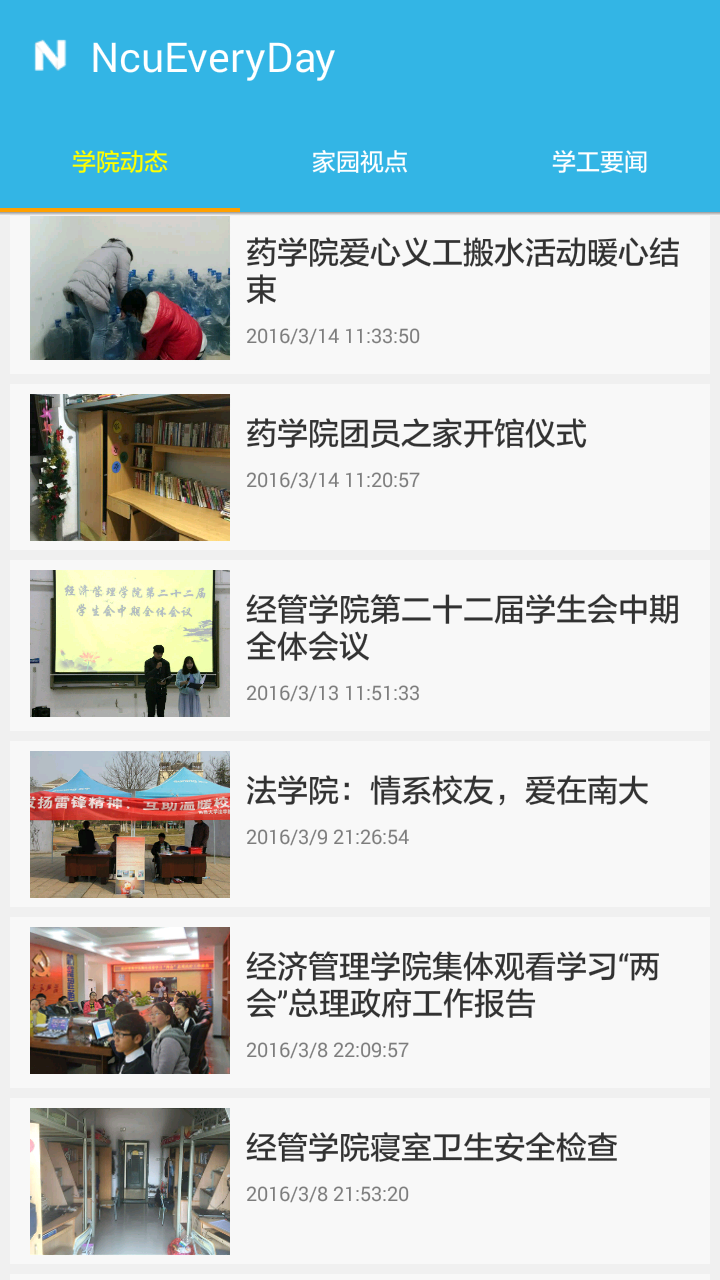 NcuEveryDay
学院动态
家园视点
学工要闻
药学院爱心义工搬水活动暖心结
束
2016/3/14 11:33:50
药学院团员之家开馆仪式
2016/3/14 11:20:57
经济管理学院第二十二届
学生会中期全体会议
经管学院第二十二届学生会中期
全体会议
2016/3/13 11:51:33
发扬雷锋精神，互助温暖校
法学院：情系校友，爱在南大
2016/3/9 21:26:54
经济管理学院集体观看学习“两
会”总理政府工作报告
2016/3/8 22:09:57
经管学院寝室卫生安全检查
2016/3/8 21:53:20